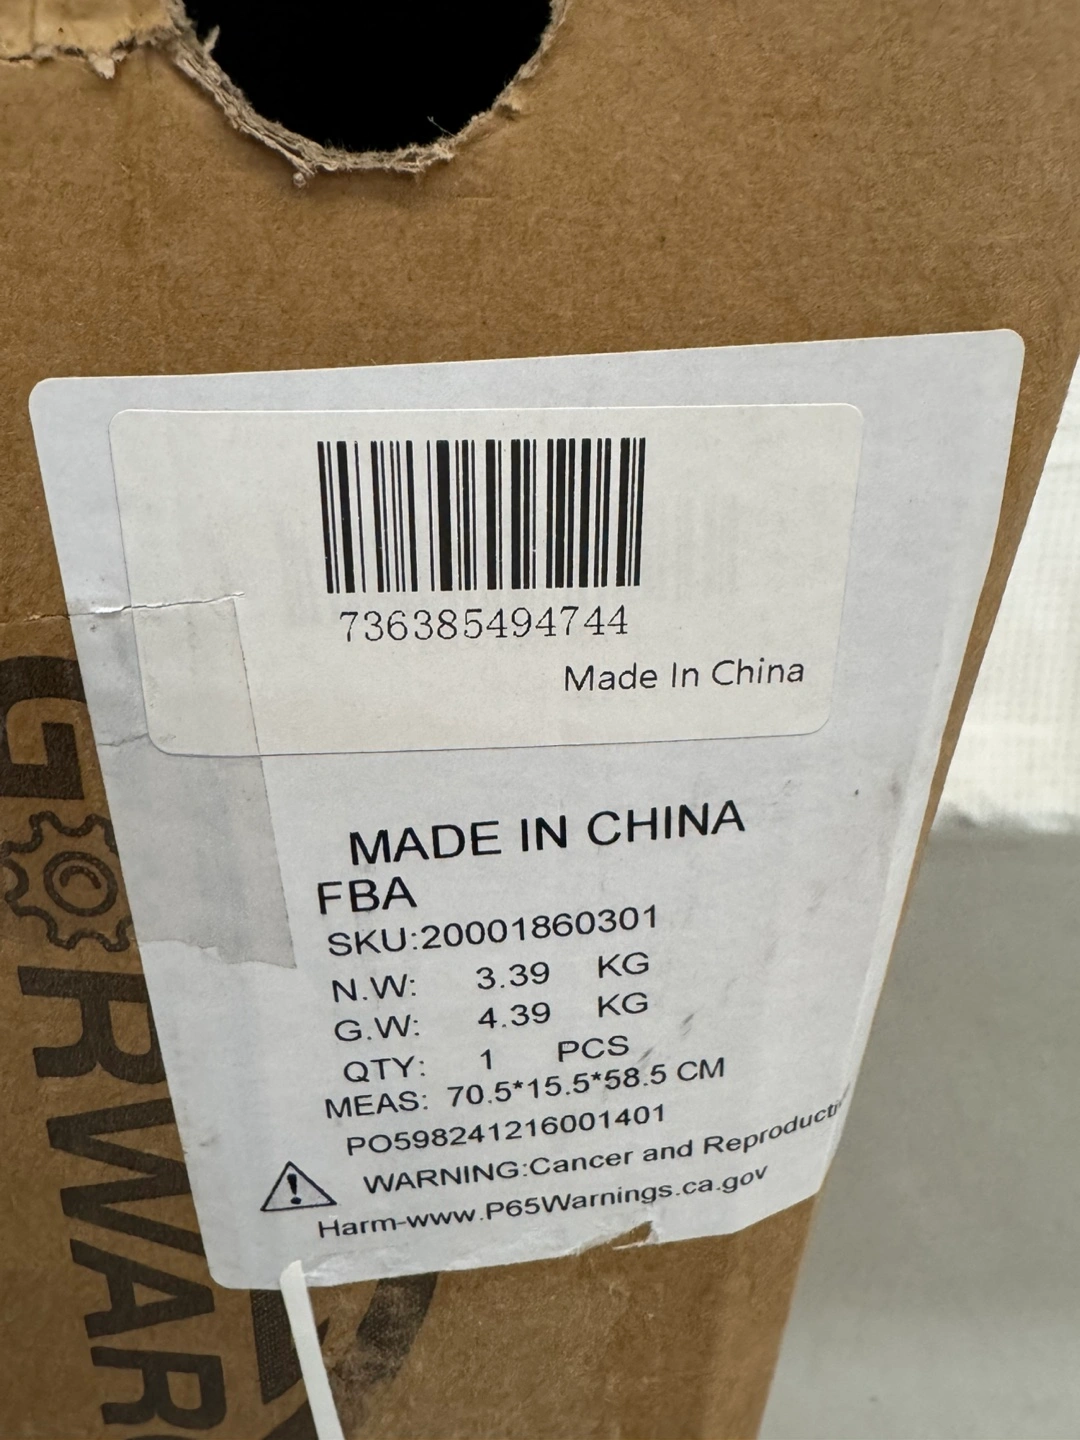 736385494744
Made In China
MADE IN CHINA
FBA
SKU:20001860301
N.W: 3.39 KG
G.W: 4.39 KG
QTY: 1 PCS
MEAS: 70.5*15.5*58.5 CM
PO598241216001401
WARNING:Cancer and Reproductive
Harm-www.P65Warnings.ca.gov